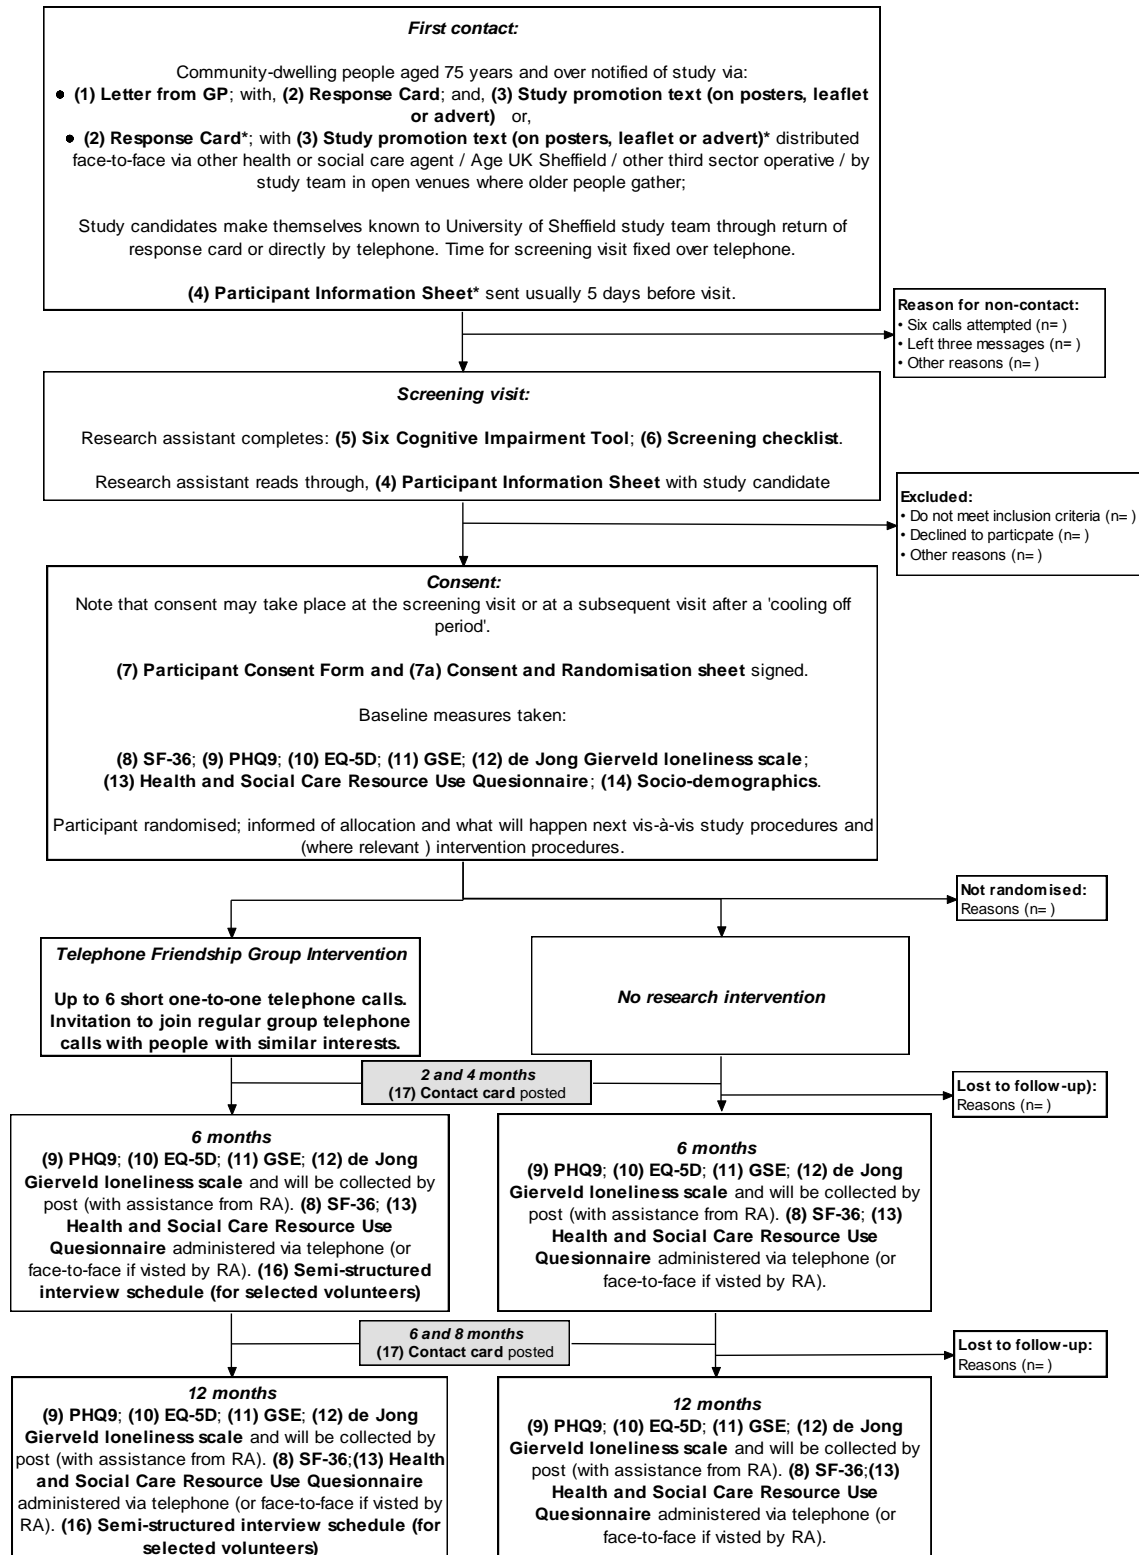 First contact:
Community-dwelling people aged 75 years and over notified of study via:
• (1) Letter from GP; with, (2) Response Card; and, (3) Study promotion text (on posters, leaflet
or advert) or,
• (2) Response Card*; with (3) Study promotion text (on posters, leaflet or advert)* distributed
face-to-face via other health or social care agent / Age UK Sheffield / other third sector operative / by
study team in open venues where older people gather;
Study candidates make themselves known to University of Sheffield study team through return of
response card or directly by telephone. Time for screening visit fixed over telephone.
(4) Participant Information Sheet* sent usually 5 days before visit.
Reason for non-contact:
• Six calls attempted (n= )
• Left three messages (n= )
• Other reasons (n= )
Screening visit:
Research assistant completes: (5) Six Cognitive Impairment Tool; (6) Screening checklist.
Research assistant reads through, (4) Participant Information Sheet with study candidate
Excluded:
• Do not meet inclusion criteria (n= )
• Declined to particpate (n= )
• Other reasons (n= )
Consent:
Note that consent may take place at the screening visit or at a subsequent visit after a 'cooling off
period'.
(7) Participant Consent Form and (7a) Consent and Randomisation sheet signed.
Baseline measures taken:
(8) SF-36; (9) PHQ9; (10) EQ-5D; (11) GSE; (12) de Jong Gierveld loneliness scale;
(13) Health and Social Care Resource Use Quesionnaire; (14) Socio-demographics.
Participant randomised; informed of allocation and what will happen next vis-à-vis study procedures and
(where relevant ) intervention procedures.
Not randomised:
Reasons (n= )
Telephone Friendship Group Intervention
Up to 6 short one-to-one telephone calls.
Invitation to join regular group telephone
calls with people with similar interests.
No research intervention
2 and 4 months
(17) Contact card posted
Lost to follow-up):
Reasons (n= )
6 months
(9) PHQ9; (10) EQ-5D; (11) GSE; (12) de Jong
Gierveld loneliness scale and will be collected by
post (with assistance from RA). (8) SF-36; (13)
Health and Social Care Resource Use
Quesionnaire administered via telephone (or
face-to-face if visted by RA). (16) Semi-structured
interview schedule (for selected volunteers)
6 months
(9) PHQ9; (10) EQ-5D; (11) GSE; (12) de Jong
Gierveld loneliness scale and will be collected by
post (with assistance from RA). (8) SF-36; (13)
Health and Social Care Resource Use
Quesionnaire administered via telephone (or
face-to-face if visted by RA).
6 and 8 months
(17) Contact card posted
Lost to follow-up:
Reasons (n= )
12 months
(9) PHQ9; (10) EQ-5D; (11) GSE; (12) de Jong
Gierveld loneliness scale and will be collected by
post (with assistance from RA). (8) SF-36;(13) Health
and Social Care Resource Use Quesionnaire
administered via telephone (or face-to-face if visted by
RA). (16) Semi-structured interview schedule (for
selected volunteers)
12 months
(9) PHQ9; (10) EQ-5D; (11) GSE; (12) de Jong
Gierveld loneliness scale and will be collected by
post (with assistance from RA). (8) SF-36;(13)
Health and Social Care Resource Use
Quesionnaire administered via telephone (or
face-to-face if visted by RA).